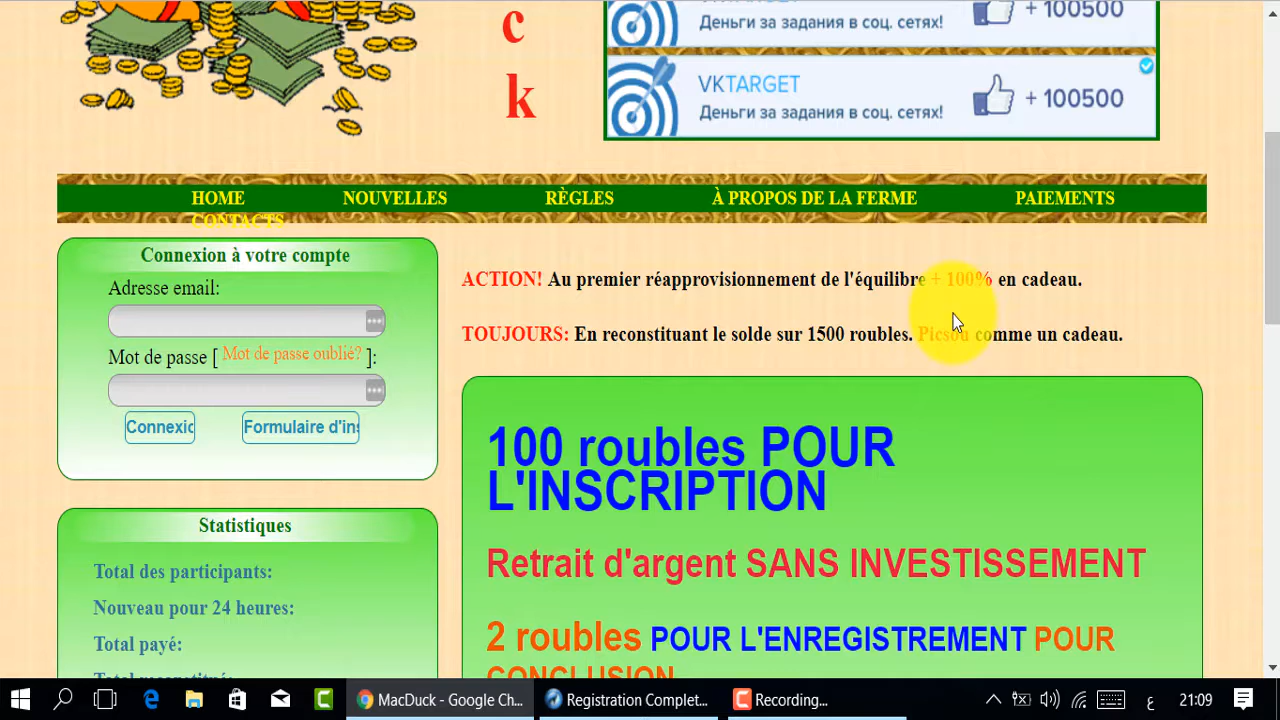 c
k
Деньги за задания в соц. сетях!
+ 100500
VKTARGET
Деньги за задания в соц. сетях!
+ 100500
HOME
NOUVELLES
RÈGLES
À PROPOS DE LA FERME
PAIEMENTS
CONTACTS
Connexion à votre compte
Adresse email:
Mot de passe [ Mot de passe oublié? ]:
Connexic
Formulaire d'in
ACTION! Au premier réapprovisionnement de l'équilibre + 100% en cadeau.
TOUJOURS: En reconstituant le solde sur 1500 roubles. Picsou comme un cadeau.
100 roubles POUR
L'INSCRIPTION
Retrait d'argent SANS INVESTISSEMENT
2 roubles POUR L'ENREGISTREMENT POUR
CONCLUSION
Statistiques
Total des participants:
Nouveau pour 24 heures:
Total payé:
MacDuck - Google Ch...
Registration Complet...
Recording...
ع
21:09